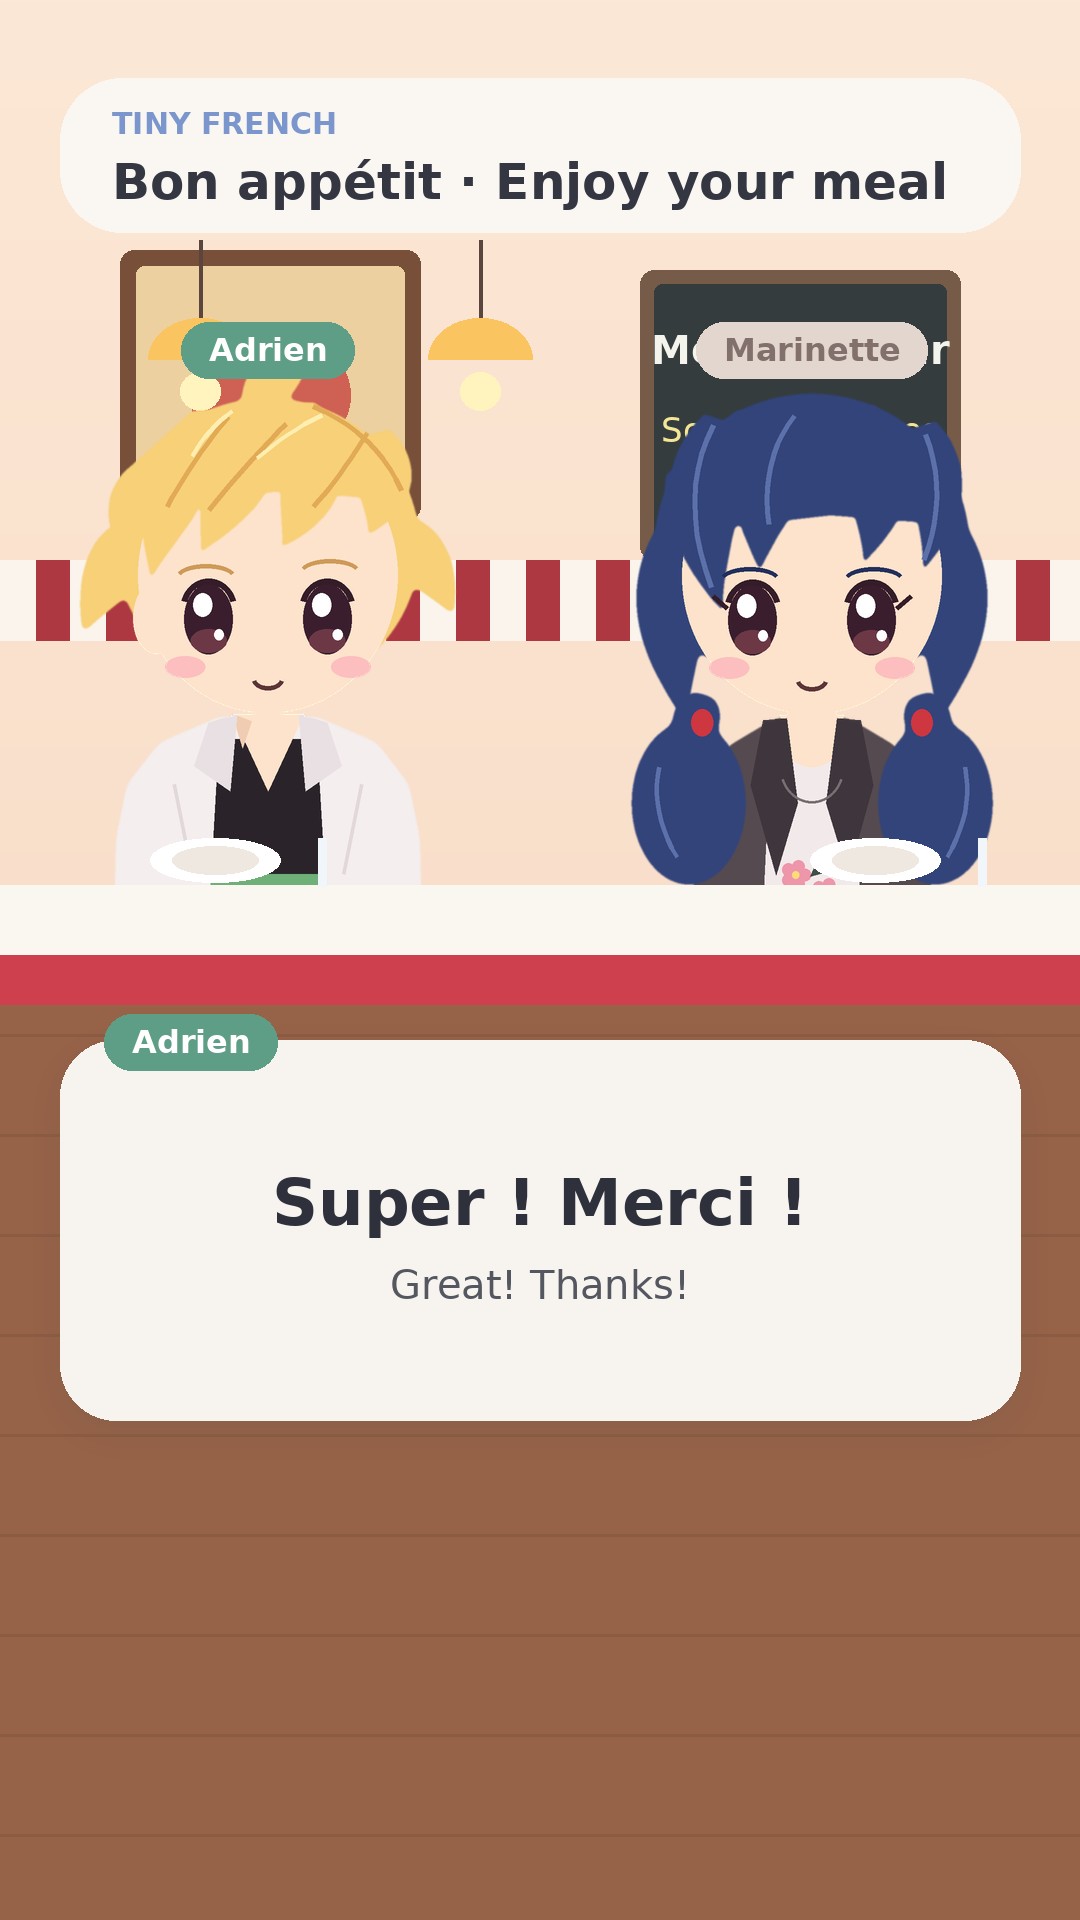 TINY FRENCH
Bon appétit · Enjoy your meal
Adrien
Marinette
Adrien
Super ! Merci !
Great! Thanks!